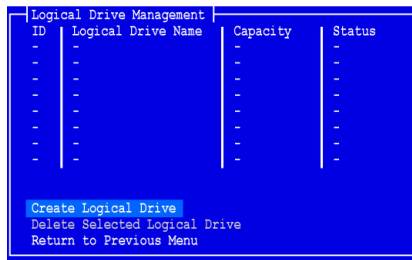 Logical Drive Management
ID Logical Drive Name Capacity Status
- - - -
- - - -
- - - -
- - - -
- - - -
- - - -
- - - -
- - - -
Create Logical Drive
Delete Selected Logical Drive
Return to Previous Menu